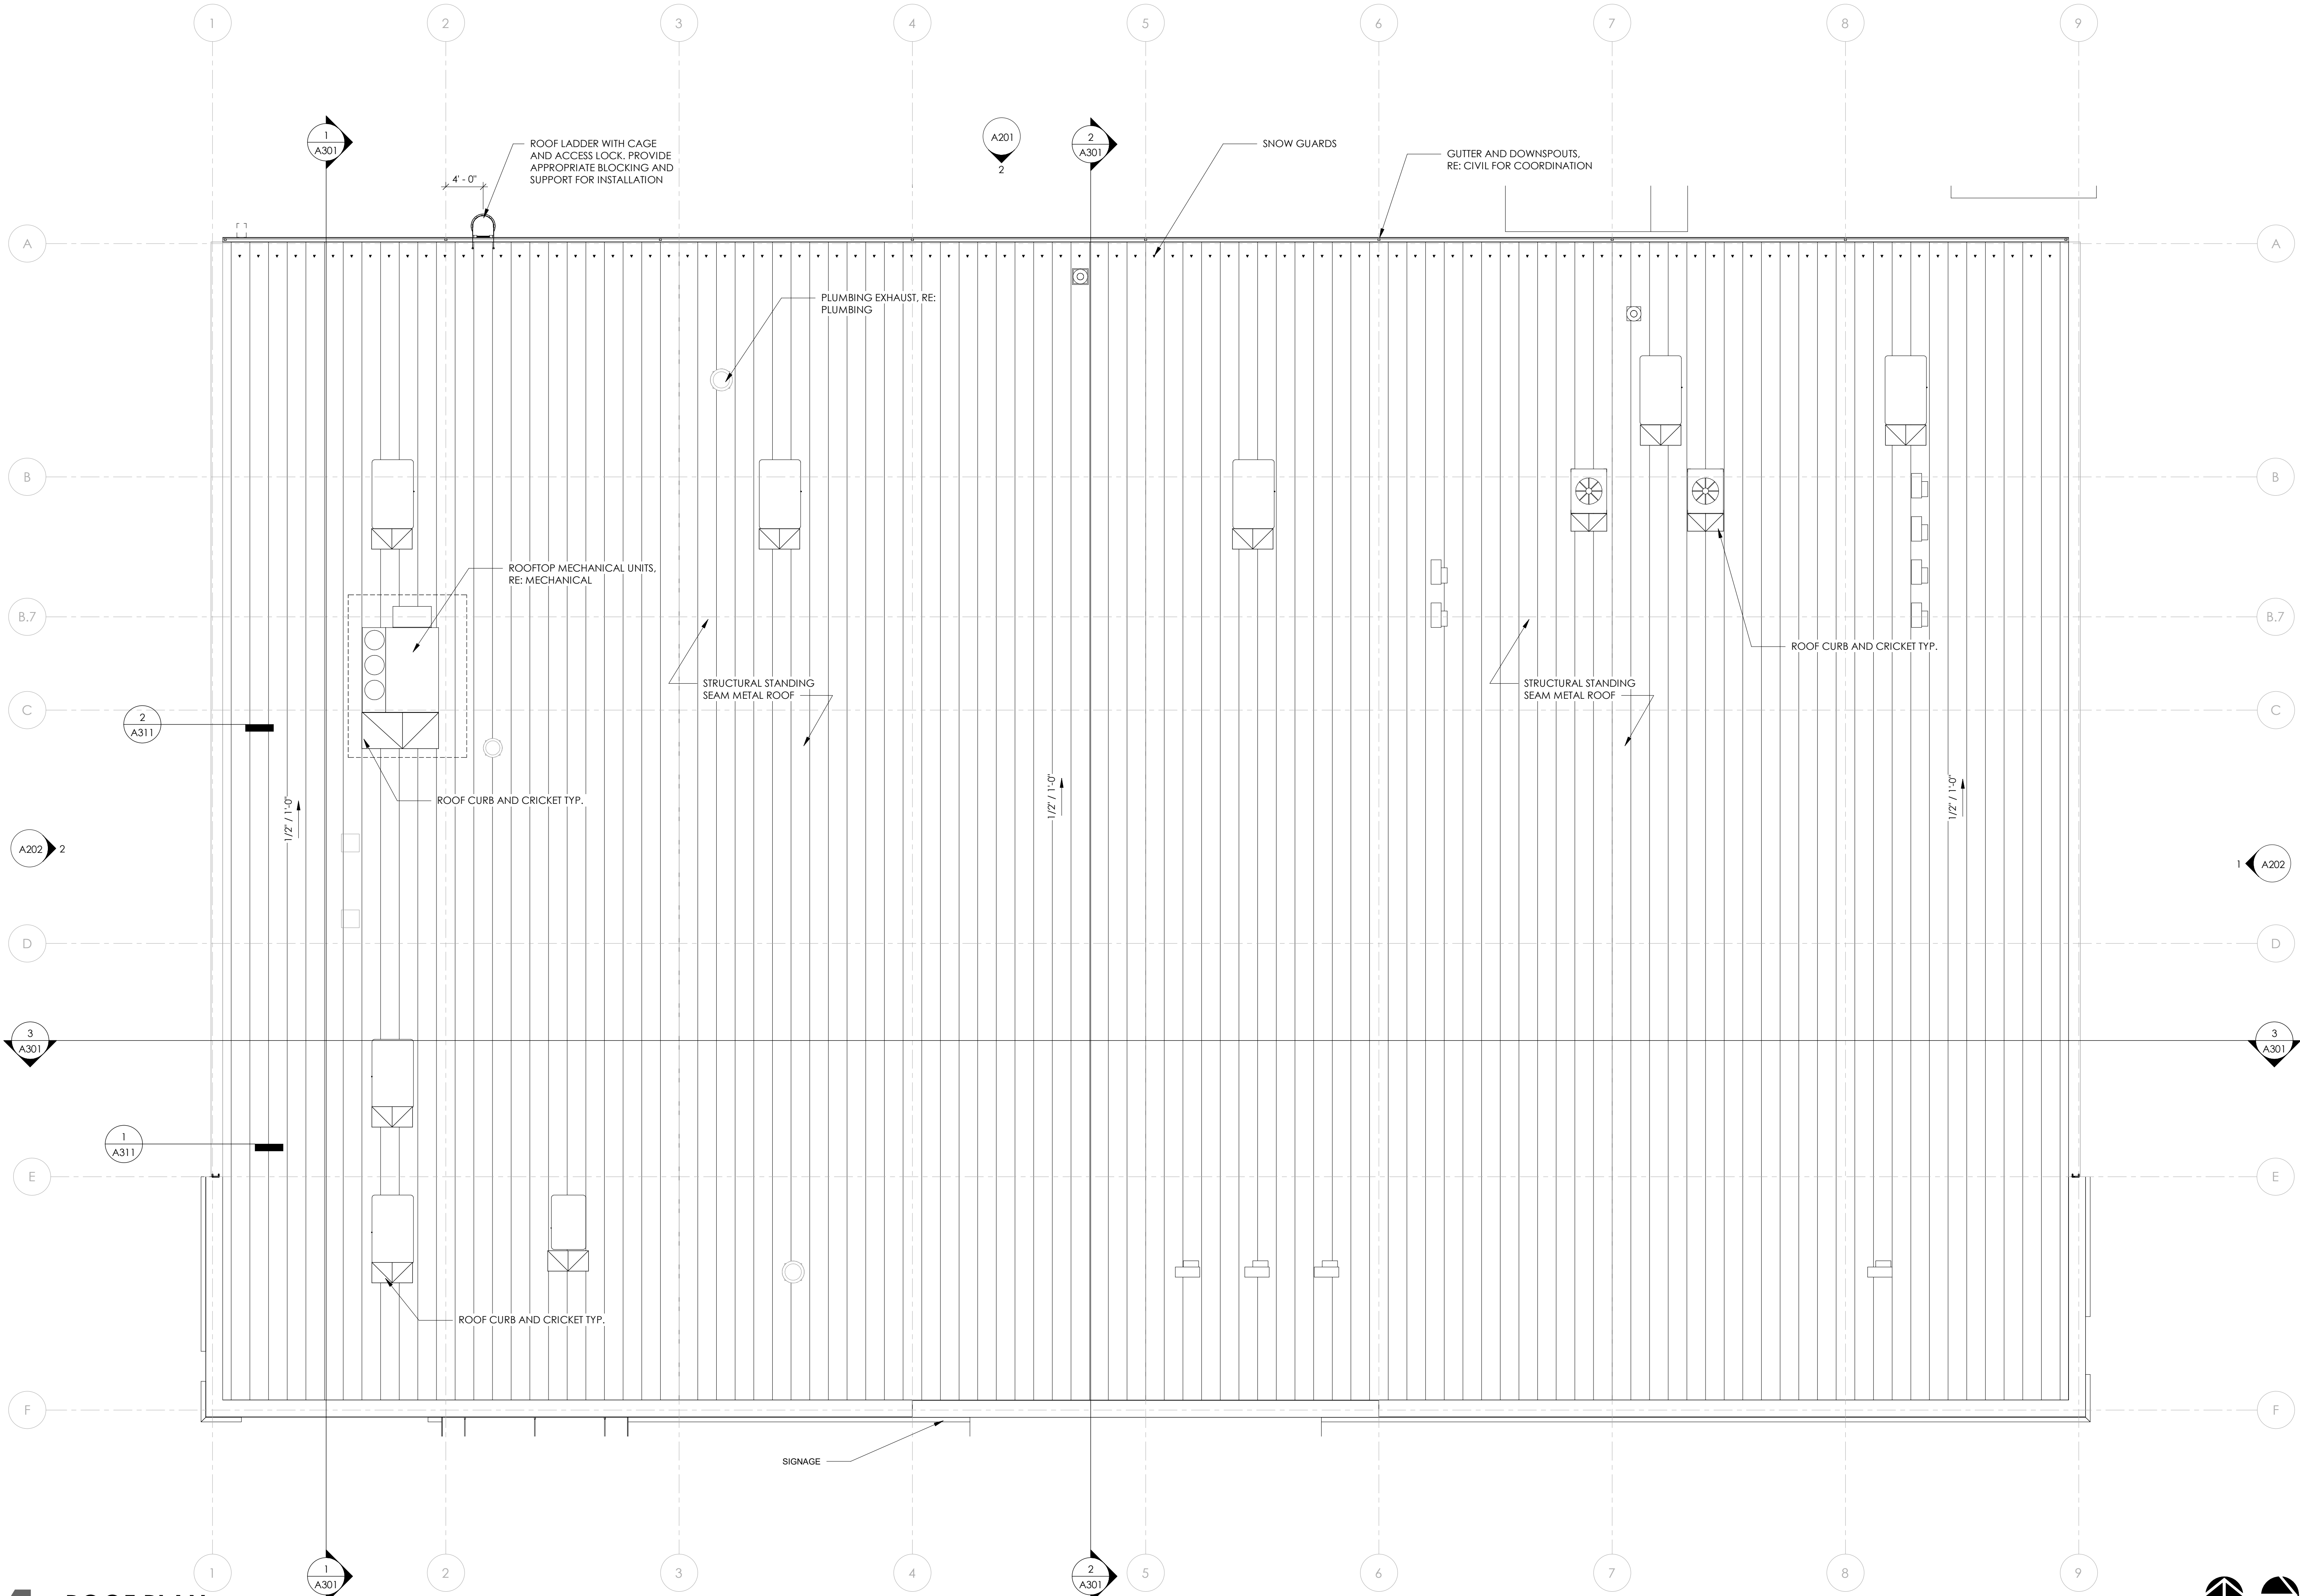 1 2 3 4 5 6 7 8 9
1
A301
ROOF LADDER WITH CAGE
AND ACCESS LOCK. PROVIDE
APPROPRIATE BLOCKING AND
SUPPORT FOR INSTALLATION
4' - 0"
A201
2
2
A301
SNOW GUARDS
GUTTER AND DOWNSPOUTS,
RE: CIVIL FOR COORDINATION
A A
PLUMBING EXHAUST, RE:
PLUMBING
B B
ROOFTOP MECHANICAL UNITS,
RE: MECHANICAL
B.7 B.7
ROOF CURB AND CRICKET TYP.
STRUCTURAL STANDING
SEAM METAL ROOF
STRUCTURAL STANDING
SEAM METAL ROOF
C C
2
A311
ROOF CURB AND CRICKET TYP.
1/2" / 1'-0"
1/2" / 1'-0"
1/2" / 1'-0"
A202 2
1 A202
D D
3
A301
3
A301
1
A311
E E
ROOF CURB AND CRICKET TYP.
F F
SIGNAGE
1 2 3 4 5 6 7 8 9
1
A301
2
A301
ROOF PLAN